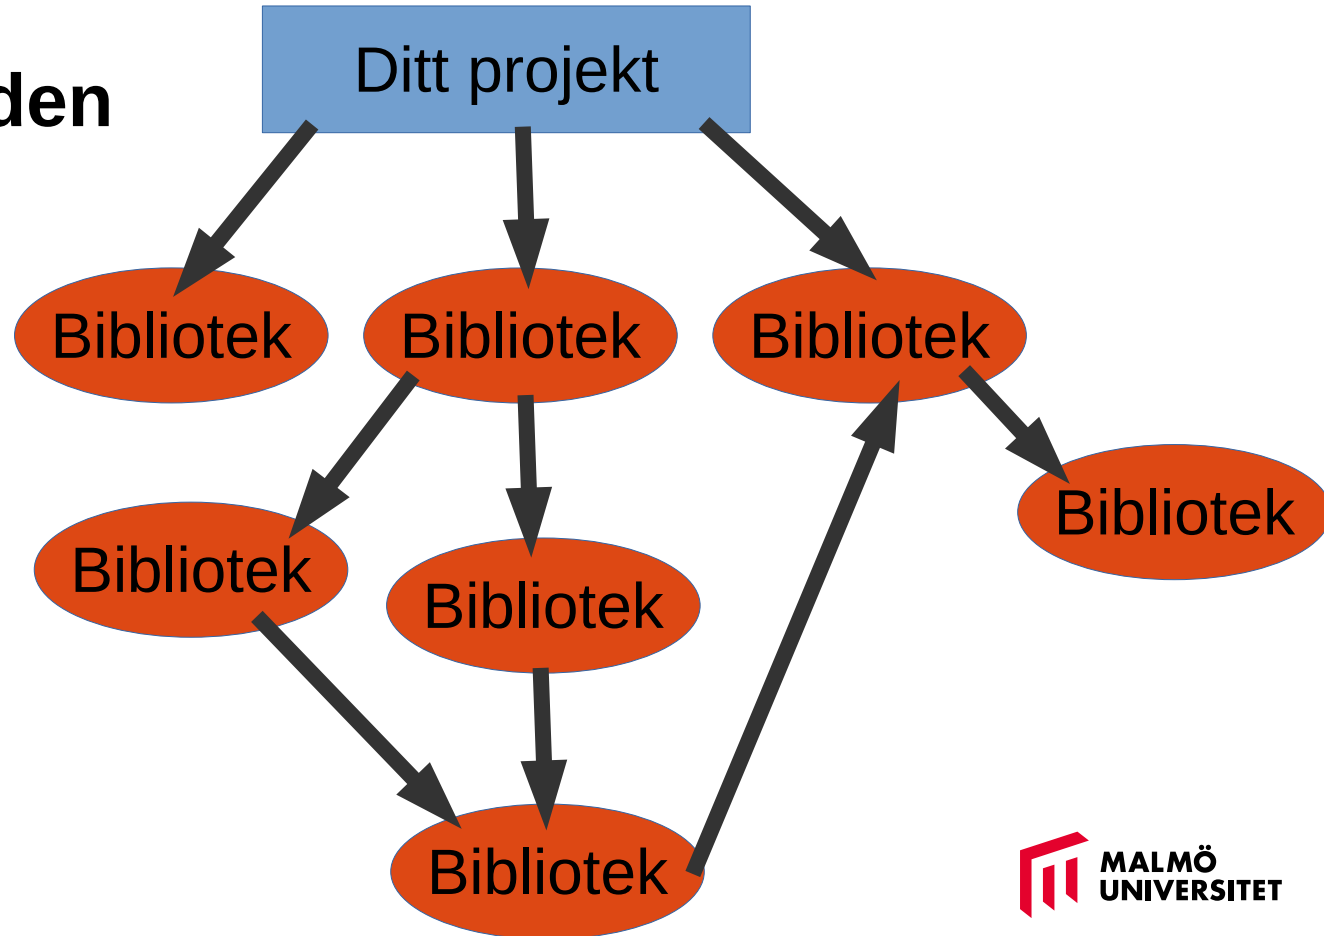 den
Ditt projekt
Bibliotek
Bibliotek
Bibliotek
Bibliotek
Bibliotek
Bibliotek
Bibliotek
MALMÖ
UNIVERSITET